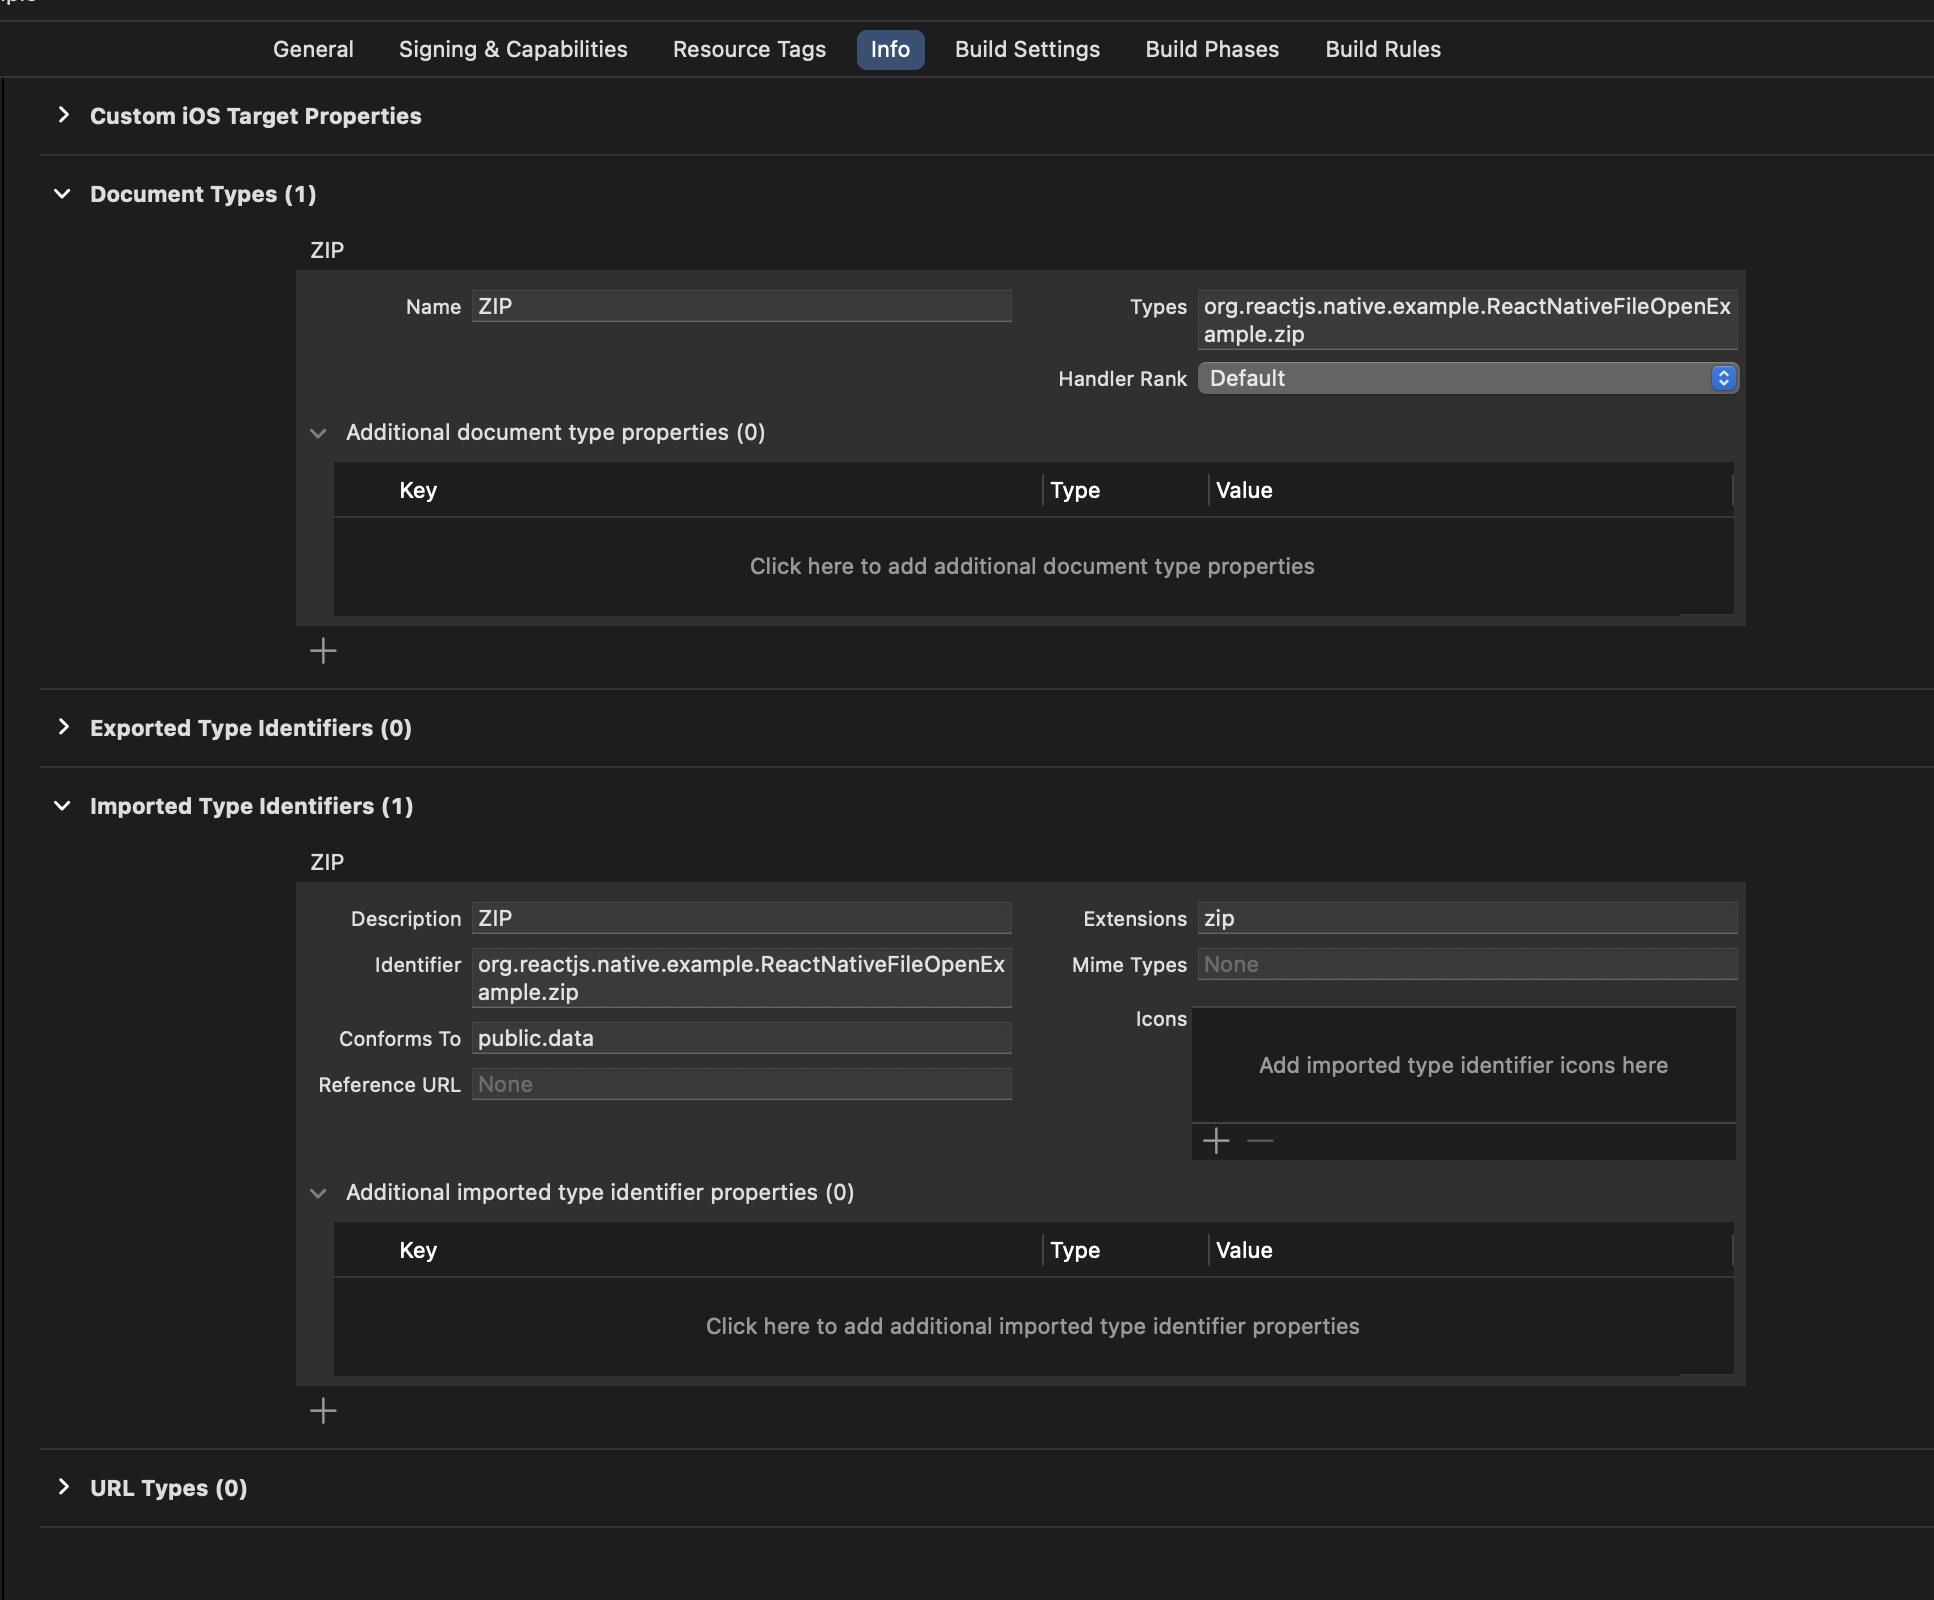 General Signing & Capabilities Resource Tags Info Build Settings Build Phases Build Rules
Custom iOS Target Properties
Document Types (1)
ZIP
Name ZIP
Types org.reactjs.native.example.ReactNativeFileOpenEx
ample.zip
Handler Rank Default
Additional document type properties (0)
Key Type Value
Click here to add additional document type properties
Exported Type Identifiers (0)
Imported Type Identifiers (1)
ZIP
Description ZIP
Identifier org.reactjs.native.example.ReactNativeFileOpenEx
ample.zip
Conforms To public.data
Reference URL None
Extensions zip
Mime Types None
Icons
Add imported type identifier icons here
Additional imported type identifier properties (0)
Key Type Value
Click here to add additional imported type identifier properties
URL Types (0)